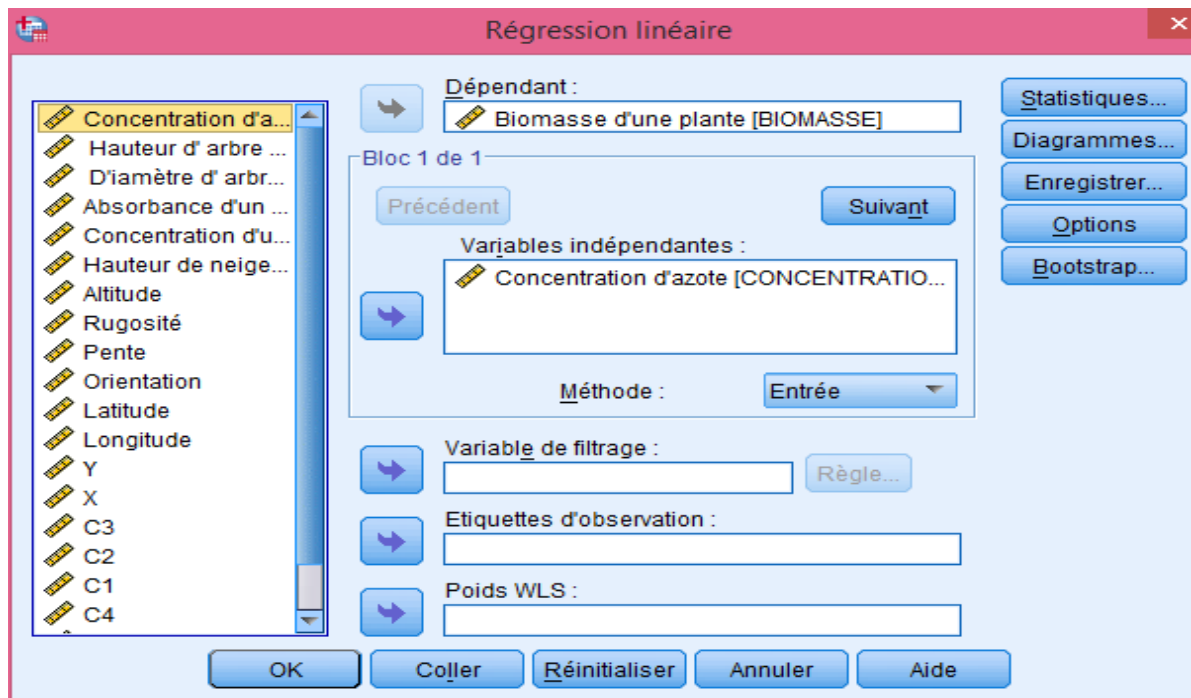 Régression linéaire
Concentration d'a...
Hauteur d' arbre ...
D'iamètre d' arbr...
Absorbance d'un ...
Concentration d'u...
Hauteur de neige...
Altitude
Rugosité
Pente
Orientation
Latitude
Longitude
Y
X
C3
C2
C1
C4
Dépendant :
Biomasse d'une plante [BIOMASSE]
Bloc 1 de 1
Précédent
Suivant
Variables indépendantes :
Concentration d'azote [CONCENTRATIO...
Méthode :
Entrée
Variable de filtrage :
Règle...
Etiquettes d'observation :
Poids WLS :
Statistiques...
Diagrammes...
Enregistrer...
Options
Bootstrap...
OK
Coller
Réinitialiser
Annuler
Aide